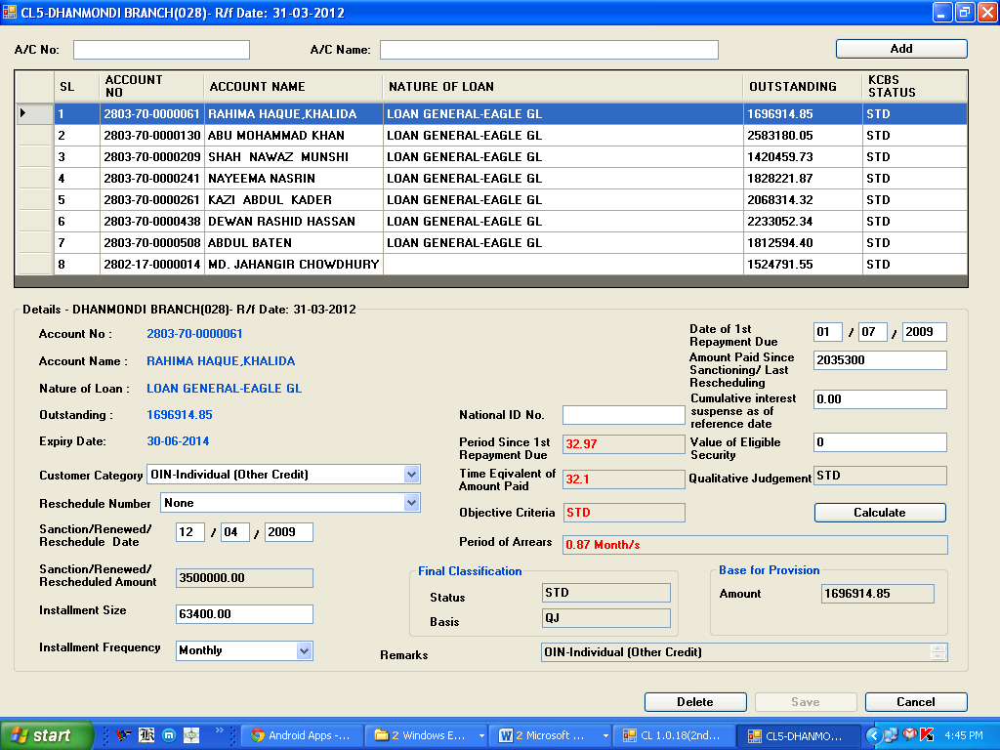 CL5-DHANMONDI BRANCH(028)- R/f Date: 31-03-2012
A/C No:
A/C Name:
Add
SL
ACCOUNT NO
ACCOUNT NAME
NATURE OF LOAN
OUTSTANDING
KCBS STATUS
1 2803-70-0000061 RAHIMA HAQUE,KHALIDA LOAN GENERAL-EAGLE GL 1696914.85 STD
2 2803-70-0000130 ABU MOHAMMAD KHAN LOAN GENERAL-EAGLE GL 2583180.05 STD
3 2803-70-0000209 SHAH NAWAZ MUNSHI LOAN GENERAL-EAGLE GL 1420459.73 STD
4 2803-70-0000241 NAYEEMA NASRIN LOAN GENERAL-EAGLE GL 1828221.87 STD
5 2803-70-0000261 KAZI ABDUL KADER LOAN GENERAL-EAGLE GL 2068314.32 STD
6 2803-70-0000438 DEWAN RASHID HASSAN LOAN GENERAL-EAGLE GL 2233052.34 STD
7 2803-70-0000508 ABDUL BATEN LOAN GENERAL-EAGLE GL 1812594.40 STD
8 2802-17-0000014 MD. JAHANGIR CHOWDHURY 1524791.55 STD
Details - DHANMONDI BRANCH(028)- R/f Date: 31-03-2012
Account No : 2803-70-0000061
Account Name : RAHIMA HAQUE,KHALIDA
Nature of Loan : LOAN GENERAL-EAGLE GL
Outstanding : 1696914.85
Expiry Date: 30-06-2014
Customer Category OIN-Individual (Other Credit)
Reschedule Number None
Sanction/Renewed/
Reschedule Date
12 / 04 / 2009
Sanction/Renewed/
Rescheduled Amount
3500000.00
Installment Size 63400.00
Installment Frequency Monthly
National ID No.
Period Since 1st
Repayment Due
32.97
Time Eqivalent of
Amount Paid
32.1
Objective Criteria STD
Period of Arrears 0.87 Month/s
Date of 1st
Repayment Due
01 / 07 / 2009
Amount Paid Since
Sanctioning/ Last
Rescheduling
2035300
Cumulative interest
suspense as of
reference date
0.00
Value of Eligible
Security
0
Qualitative Judgement STD
Calculate
Final Classification
Status STD
Basis QJ
Base for Provision
Amount 1696914.85
Remarks OIN-Individual (Other Credit)
Delete
Save
Cancel
start
»
Android Apps -...
2 Windows E...
2 Microsoft ...
CL 1.0.18(2nd...
CL5-DHANMO...
4:45 PM